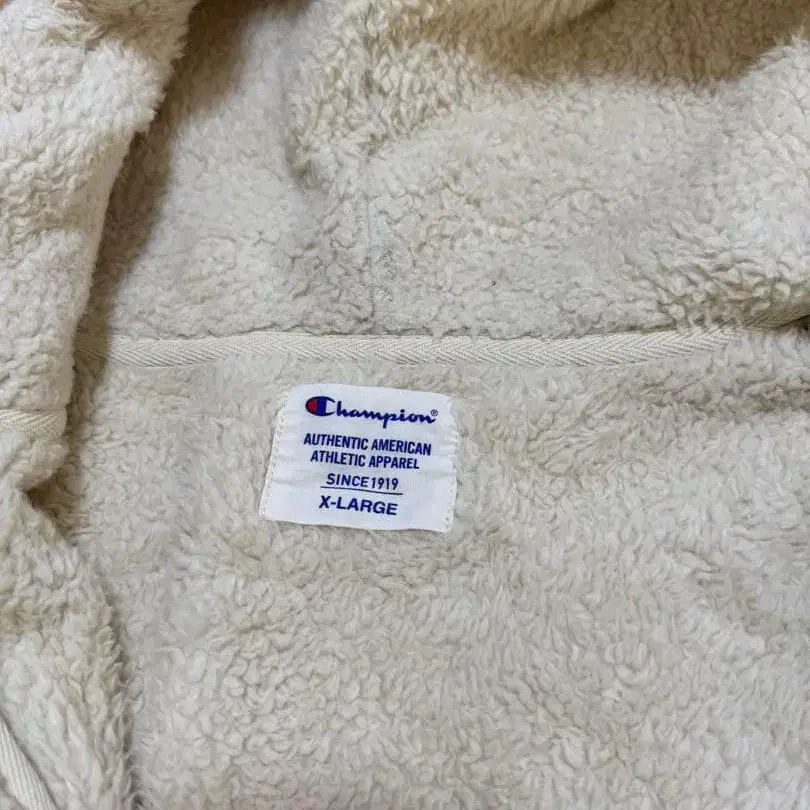 Champion®
AUTHENTIC AMERICAN
ATHLETIC APPAREL
SINCE 1919
X-LARGE